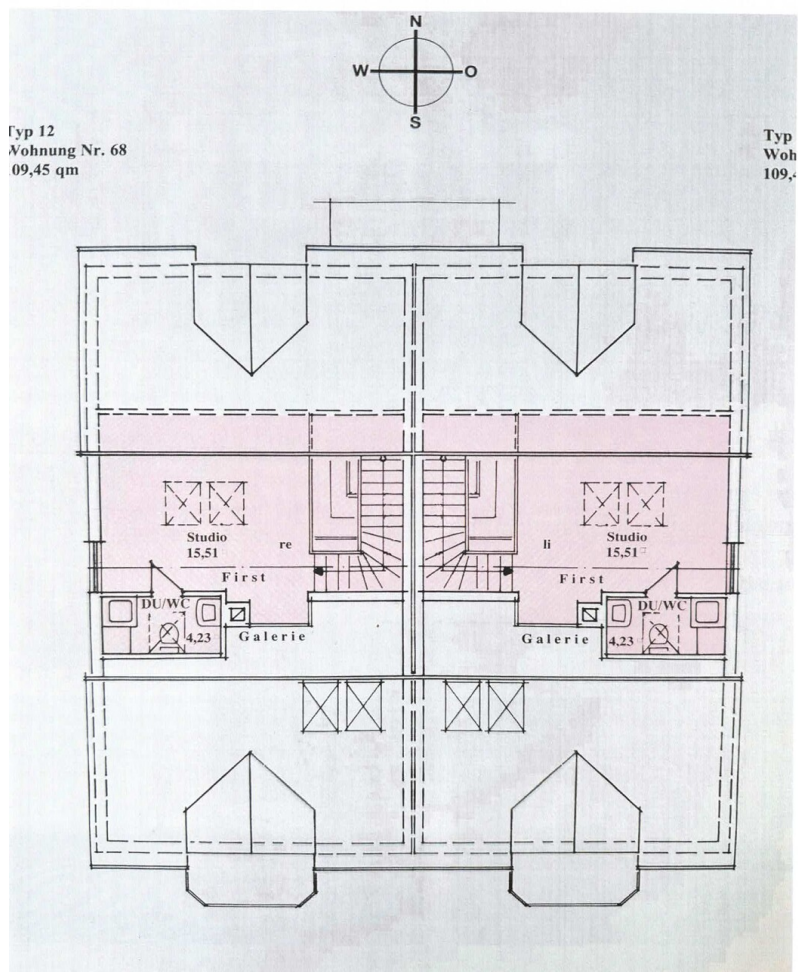 N
W O
S
Typ 12
Wohnung Nr. 68
09,45 qm
Typ
Woh
109,4
Studio
15,51
re
First
DU/WC
4,23
Galerie
li
Studio
15,51
First
DU/WC
4,23
Galerie